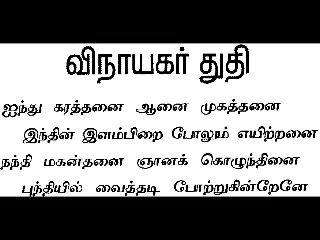 விநாயகர் துதி
ஐந்து கரத்தனை ஆனை முகத்தனை
இந்தின் இளம்பிறை போலும் எயிற்றனை
நந்தி மகன்தனை ஞானக் கொழுந்தினை
புந்தியில் வைத்தடி போற்றுகின்றேனே